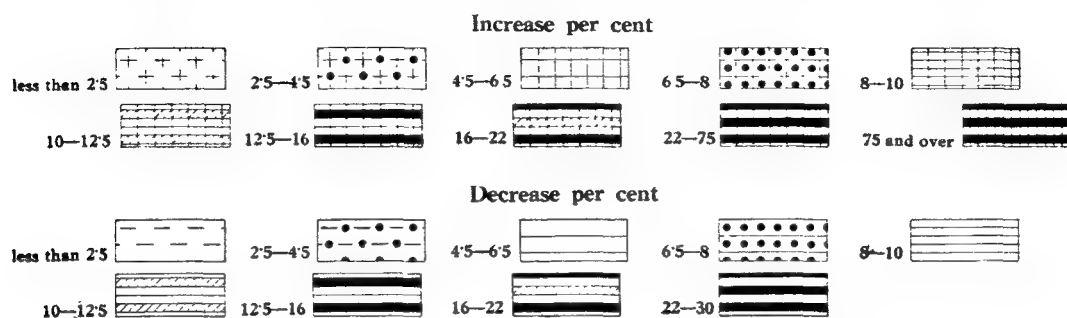 Increase per cent
less than 2·5 2·5—4·5 4·5—6·5 6·5—8 8—10
10—12·5 12·5—16 16—22 22—75 75 and over
Decrease per cent
less than 2·5 2·5—4·5 4·5—6·5 6·5—8 8—10
10—12·5 12·5—16 16—22 22—30